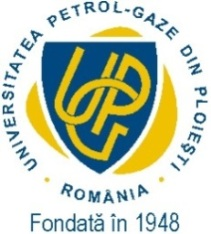 UNIVERSITATEA PETROL-GAZE DIN PLOIEȘTI
UPG
• ROMÂNIA •
Fondată în 1948